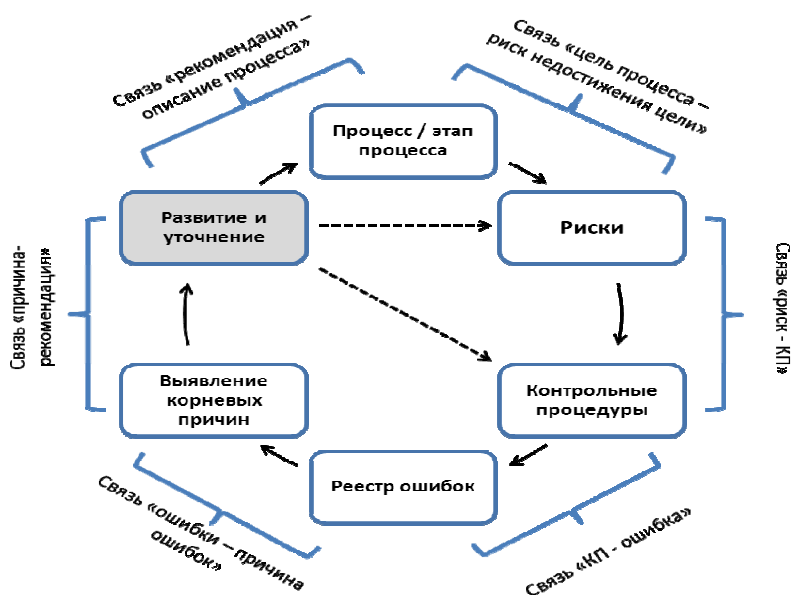 Связь «рекомендация –
описание процесса»
Связь «цель процесса –
риск недостижения цели»
Процесс / этап
процесса
Развитие и
уточнение
Риски
Связь «причина-
рекомендация»
Связь «риск - КП»
Выявление
корневых
причин
Контрольные
процедуры
Реестр ошибок
Связь «ошибки – причина
ошибок»
Связь «КП - ошибка»